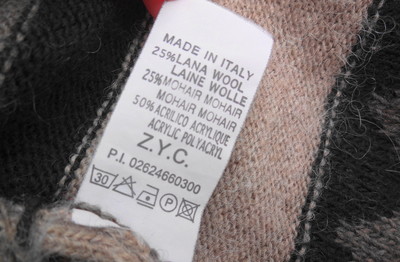 MADE IN ITALY
25%LANA WOOL
LAINE WOLLE
25%MOHAIR MOHAIR
MOHAIR MOHAIR
50%ACRILICO ACRYLIQUE
ACRYLIC POLYACRYL
Z.Y.C.
P.I. 02624660300
30 P